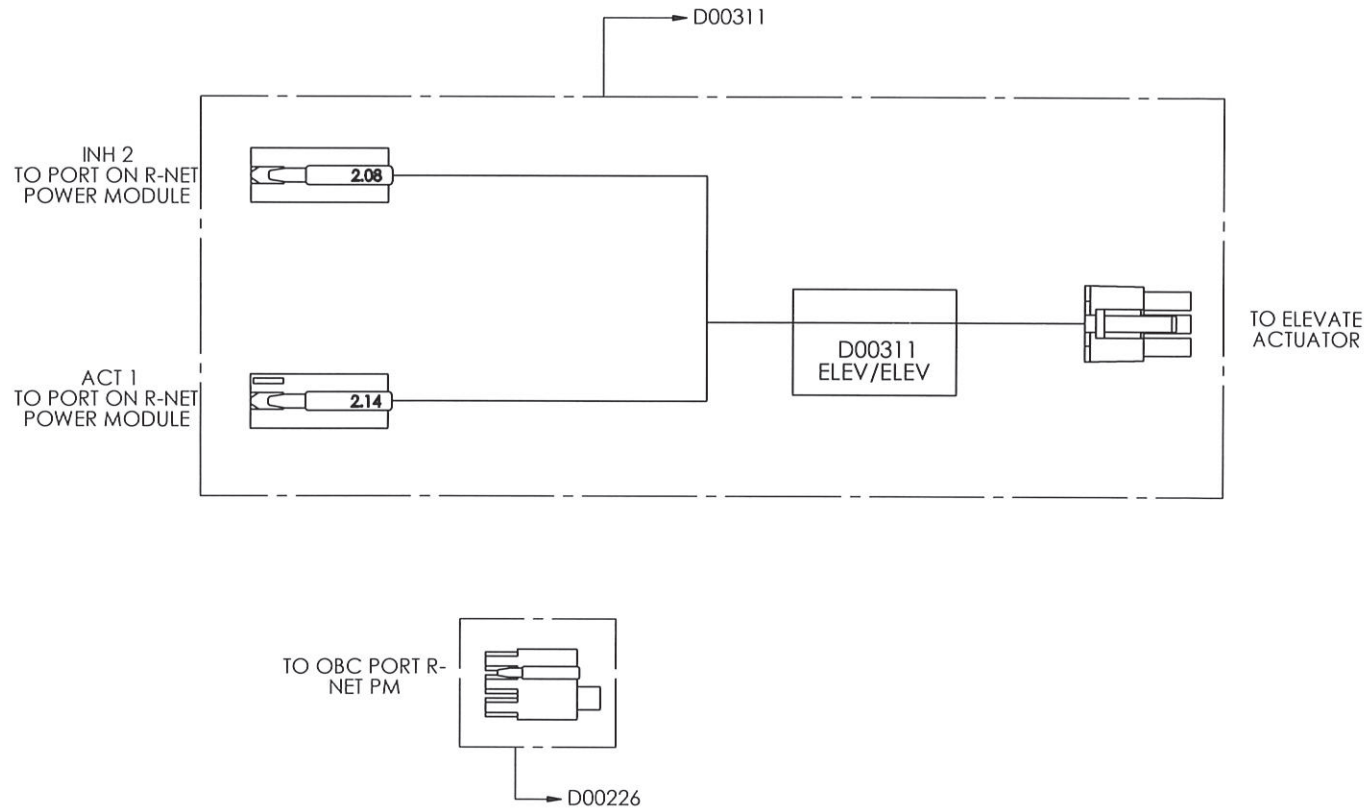 D00311
INH 2
TO PORT ON R-NET
POWER MODULE
2.08
D00311
ELEV/ELEV
TO ELEVATE
ACTUATOR
ACT 1
TO PORT ON R-NET
POWER MODULE
2.14
TO OBC PORT R-
NET PM
D00226